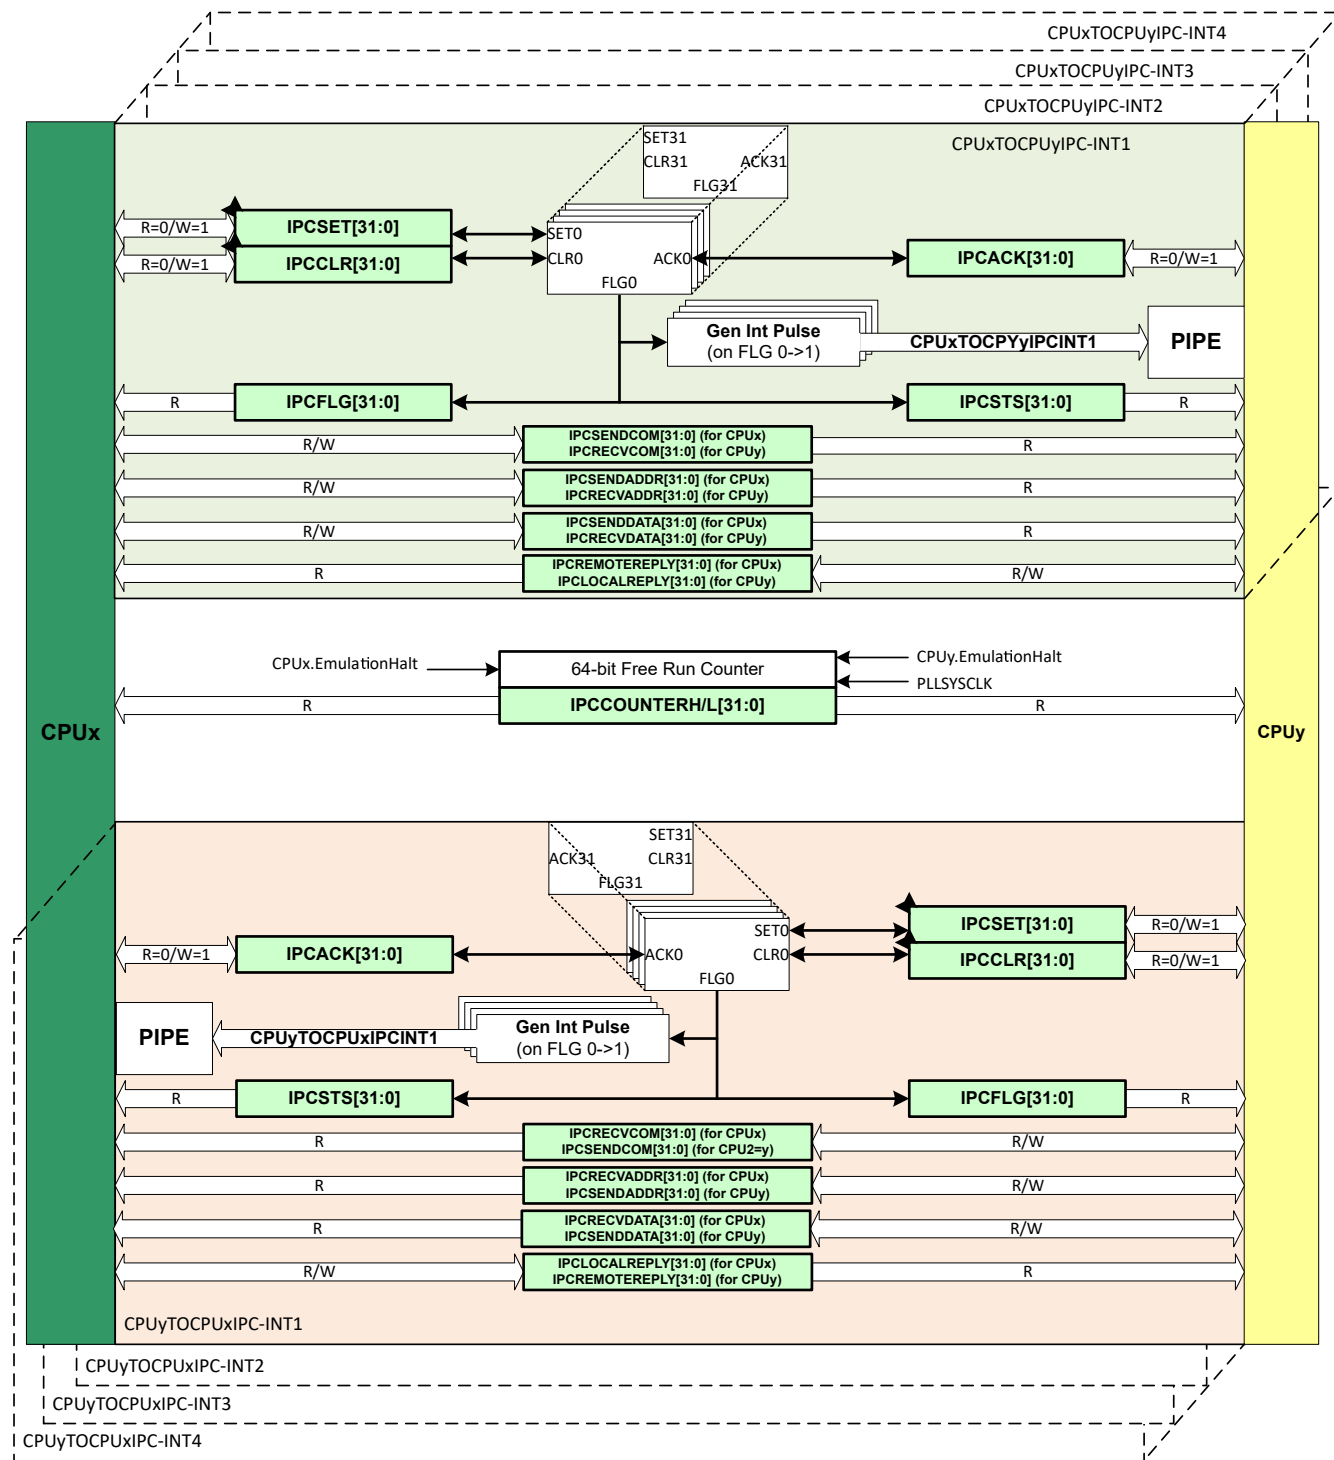 CPUxTOCPUyIPC-INT4
CPUxTOCPUyIPC-INT3
CPUxTOCPUyIPC-INT2
CPUxTOCPUyIPC-INT1
SET31
CLR31 ACK31
FLG31
R=0/W=1 IPCSET[31:0] SET0
R=0/W=1 IPCCLR[31:0] CLR0 ACK0 IPCACK[31:0] R=0/W=1
FLG0
Gen Int Pulse
(on FLG 0->1)
CPUxTOCPYyIPCINT1
PIPE
R IPCFLG[31:0] IPCSTS[31:0] R
R/W
IPCSENDCOM[31:0] (for CPUx)
IPCRECVCOM[31:0] (for CPUy)
R
R/W
IPCSENDADDR[31:0] (for CPUx)
IPCRECVADDR[31:0] (for CPUy)
R
R/W
IPCSENDDATA[31:0] (for CPUx)
IPCRECVDATA[31:0] (for CPUy)
R
R
IPCREMOTEREPLY[31:0] (for CPUx)
IPCLOCALREPLY[31:0] (for CPUy)
R/W
CPUx.EmulationHalt
64-bit Free Run Counter
CPUy.EmulationHalt
PLLSYSCLK
R IPCCOUNTERH/L[31:0] R
CPUx
CPUy
SET31
ACK31 CLR31
FLG31
SET0 IPCSET[31:0] R=0/W=1
R=0/W=1 IPCACK[31:0] ACK0 CLR0 IPCCLR[31:0] R=0/W=1
FLG0
PIPE
CPUyTOCPUxIPCINT1
Gen Int Pulse
(on FLG 0->1)
R IPCSTS[31:0] IPCFLG[31:0] R
R
IPCRECVCOM[31:0] (for CPUx)
IPCSENDCOM[31:0] (for CPU2=y)
R/W
R
IPCRECVADDR[31:0] (for CPUx)
IPCSENDADDR[31:0] (for CPUy)
R/W
R
IPCRECVDATA[31:0] (for CPUx)
IPCSENDDATA[31:0] (for CPUy)
R/W
R/W
IPCLOCALREPLY[31:0] (for CPUx)
IPCREMOTEREPLY[31:0] (for CPUy)
R
CPUyTOCPUxIPC-INT1
CPUyTOCPUxIPC-INT2
CPUyTOCPUxIPC-INT3
CPUyTOCPUxIPC-INT4